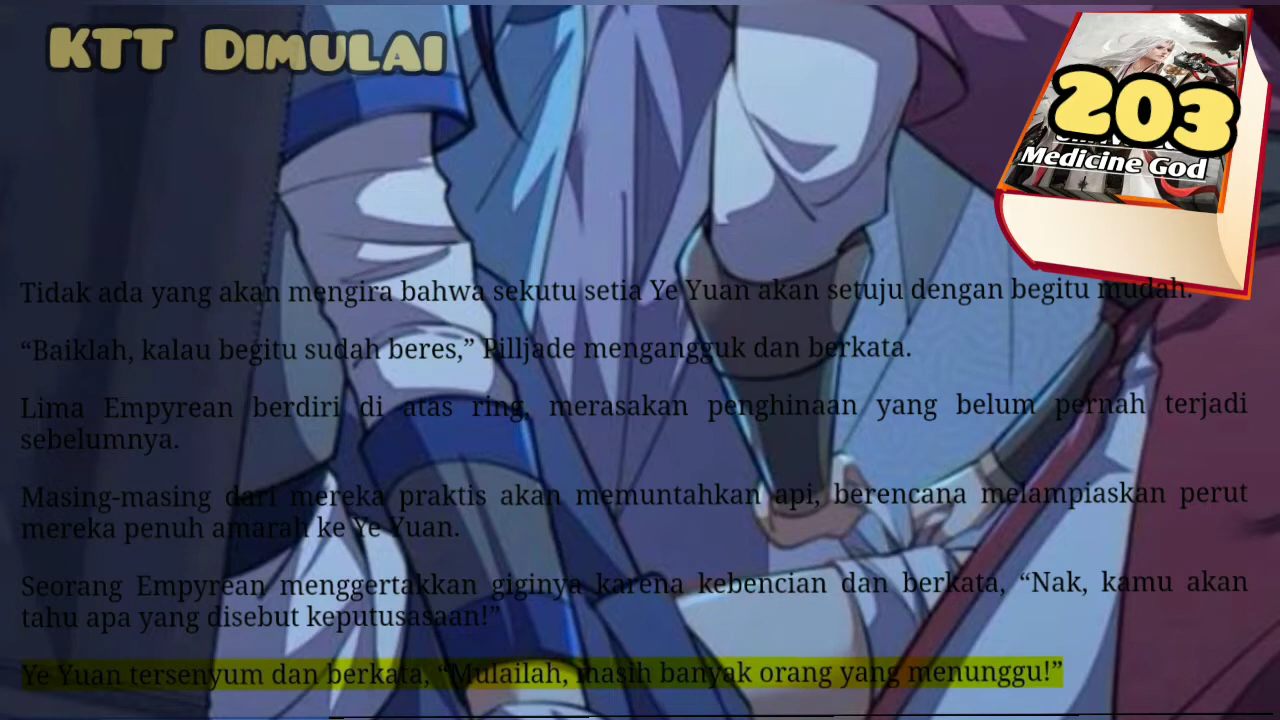 KTT DIMULAI
203
Medicine God
Tidak ada yang akan mengira bahwa sekutu setia Ye Yuan akan setuju dengan begitu mudah.
“Baiklah, kalau begitu sudah beres,” Pilljade mengangguk dan berkata.
Lima Empyrean berdiri di atas ring, merasakan penghinaan yang belum pernah terjadi
sebelumnya.
Masing-masing dari mereka praktis akan memuntahkan api, berencana melampiaskan perut
mereka penuh amarah ke Ye Yuan.
Seorang Empyrean menggertakkan giginya karena kebencian dan berkata, “Nak, kamu akan
tahu apa yang disebut keputusasaan!”
Ye Yuan tersenyum dan berkata, “Mulailah, masih banyak orang yang menunggu!”